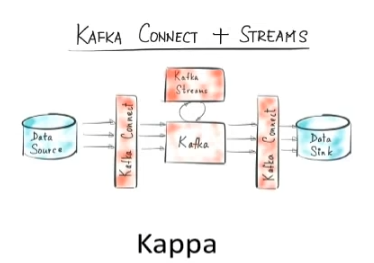 KAFKA CONNECT + STREAMS
Kafka
Streams
Data
Source
Kafka Connect
Kafka
Kafka Connect
Data
Sink
Kappa